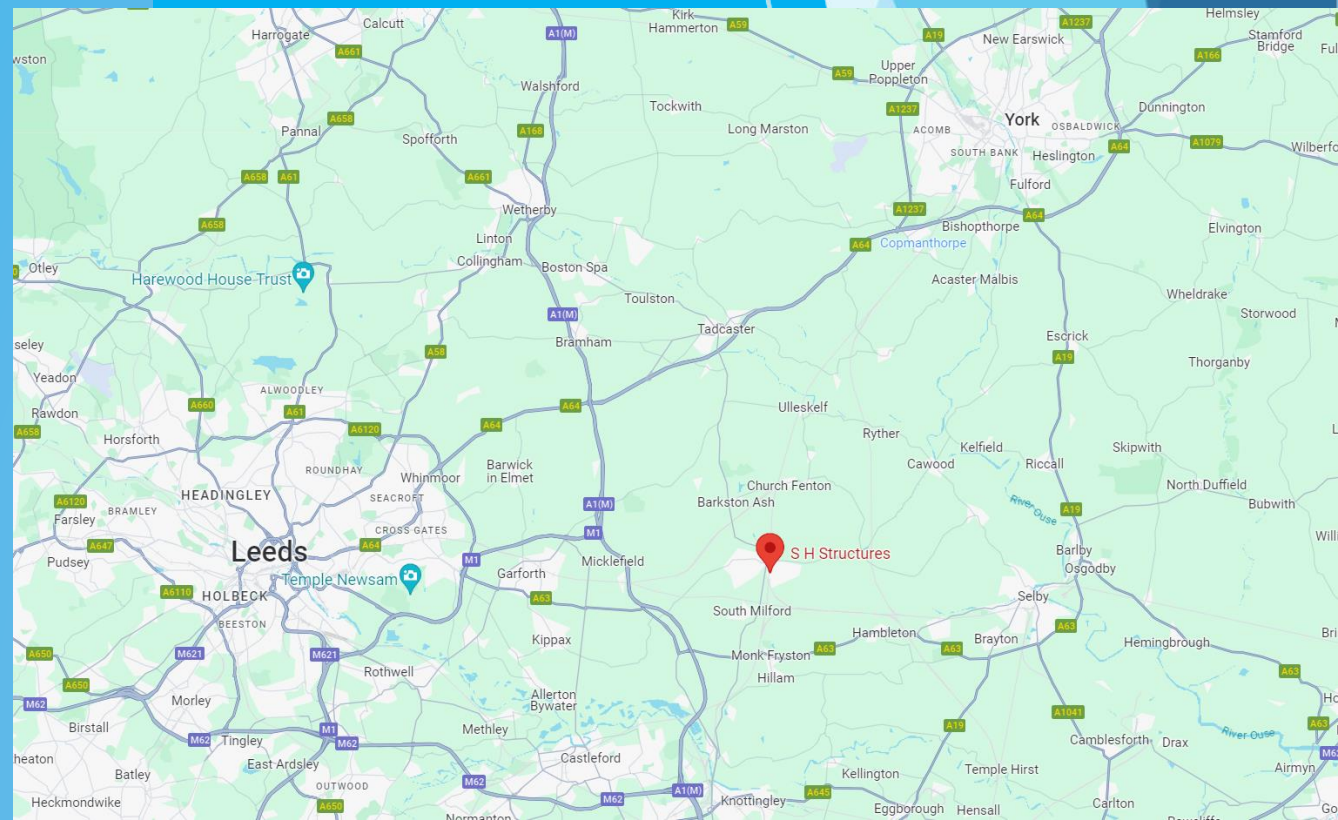 Helmsley
Kirk
Hammerton
A59
A1237
Calcutt
Harrogate
A1(M)
A19
New Earswick
Stamford
Bridge
A661
A166
Upper
Poppleton
A59
Walshford
A658
Tockwith
A1237
York
Dunnington
Pannal
A168
Long Marston
ACOMB
OSBALDWICK
Spofforth
A64
A1079
SOUTH BANK
Heslington
A658
A61
A661
Fulford
Wetherby
A1237
A64
A658
Bishopthorpe
Elvington
Linton
A64
Copmanthorpe
Collingham
Boston Spa
Otley
Harewood House Trust
Acaster Malbis
Toulston
Wheldrake
A1(M)
Storwood
Tadcaster
Bramham
Escrick
A58
A19
Thorganby
Yeadon
ALWOODLEY
A660
A61
A64
Ulleskelf
Rawdon
A658
Horsforth
A6120
A64
Ryther
Kelfield
Skipwith
Cawood
Riccall
ROUNDHAY
Whinmoor
Barwick
in Elmet
Church Fenton
North Duffield
HEADINGLEY
SEACROFT
Barkston Ash
A1(M)
Bubwith
A6120
BRAMLEY
River Ouse
A19
Farsley
CROSS GATES
M1
A647
Leeds
A64
S H Structures
Barlby
Pudsey
M1
Micklefield
Osgodby
Temple Newsam
Garforth
A6110
HOLBECK
A63
Selby
BEESTON
South Milford
A63
Kippax
Hambleton
Brayton
Hemingbrough
A650
M621
M621
Monk Fryston
A63
A63
Rothwell
Hillam
A63
A650
Allerton
Bywater
M62
Morley
A1041
Birstall
M1
Methley
A19
River Ouse
A63
M62
Tingley
M62
Camblesforth
Drax
East Ardsley
Castleford
Airmyn
Batley
Kellington
Temple Hirst
OUTWOOD
M62
A1(M)
A645
Heckmondwike
A650
M62
Knottingley
Eggborough
Hensall
Carlton
Normanton